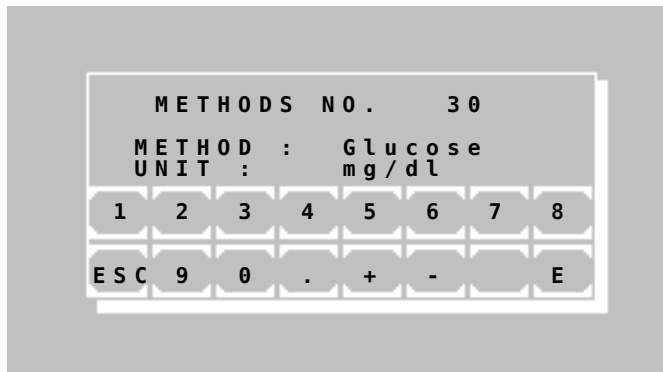 METHODS NO. 30
METHOD : Glucose
UNIT : mg/dl
1 2 3 4 5 6 7 8
ESC 9 0 . + - E